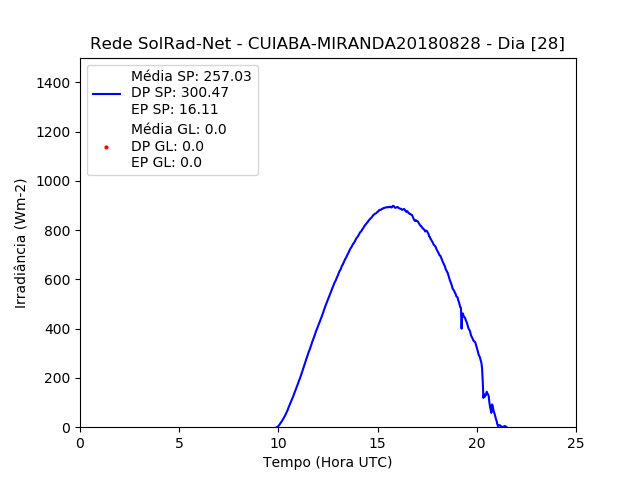 Rede SolRad-Net - CUIABA-MIRANDA20180828 - Dia [28]
Média SP: 257.03
DP SP: 300.47
EP SP: 16.11
Média GL: 0.0
DP GL: 0.0
EP GL: 0.0
1400
1200
1000
800
600
400
200
0
Irradiância (Wm-2)
0 5 10 15 20 25
Tempo (Hora UTC)